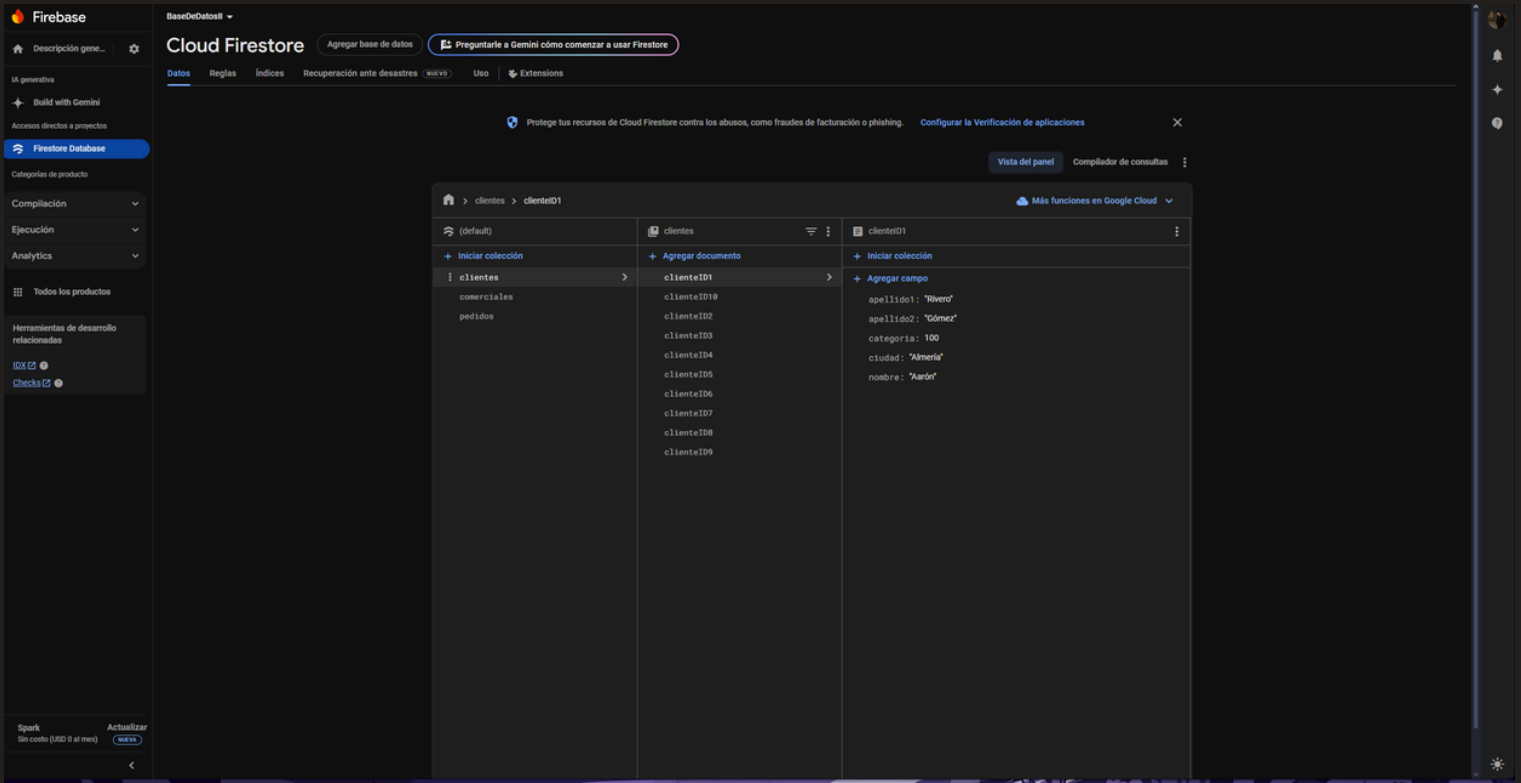 Firebase
Descripción gene...
IA generativa
Build with Gemini
Accesos directos a proyectos
Firestore Database
Categorías de producto
Compilación
Ejecución
Analytics
Todos los productos
Herramientas de desarrollo
relacionadas
IDX
Checks
Spark
Sin costo (USD 0 al mes)
Actualizar
NUEVA
BaseDeDatosII
Cloud Firestore
Agregar base de datos
Preguntarle a Gemini cómo comenzar a usar Firestore
Datos Reglas Índices Recuperación ante desastres NUEVO Uso Extensions
Protege tus recursos de Cloud Firestore contra los abusos, como fraudes de facturación o phishing. Configurar la Verificación de aplicaciones
Vista del panel Compilador de consultas
clientes > clienteID1
Más funciones en Google Cloud
(default)
+ Iniciar colección
clientes
comerciales
pedidos
clientes
+ Agregar documento
clienteID1
clienteID10
clienteID2
clienteID3
clienteID4
clienteID5
clienteID6
clienteID7
clienteID8
clienteID9
clienteID1
+ Iniciar colección
+ Agregar campo
apellido1: "Rivero"
apellido2: "Gómez"
categoria: 100
ciudad: "Almería"
nombre: "Aarón"